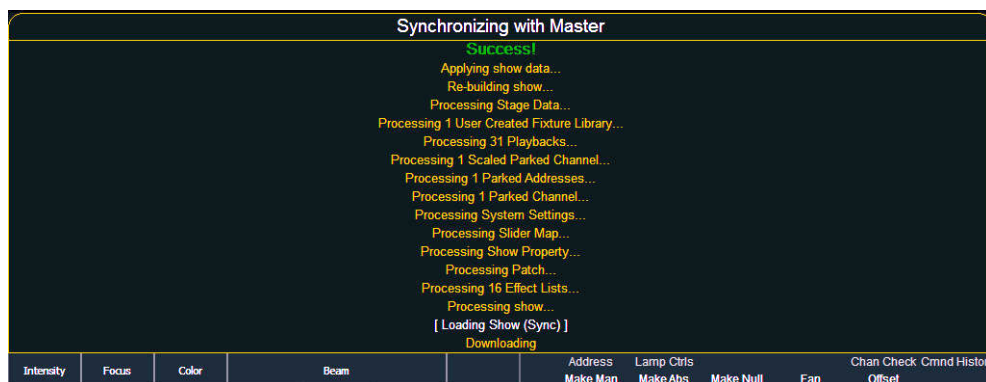 Synchronizing with Master
Success!
Applying show data...
Re-building show...
Processing Stage Data...
Processing 1 User Created Fixture Library...
Processing 31 Playbacks...
Processing 1 Scaled Parked Channel...
Processing 1 Parked Addresses...
Processing 1 Parked Channel...
Processing System Settings...
Processing Slider Map...
Processing Show Property...
Processing Patch...
Processing 16 Effect Lists...
Processing show...
[ Loading Show (Sync) ]
Downloading
Address Lamp Ctrls Chan Check Cmnd Histor
Intensity Focus Color Beam Make Man Make Abs Make Null Fan Offset